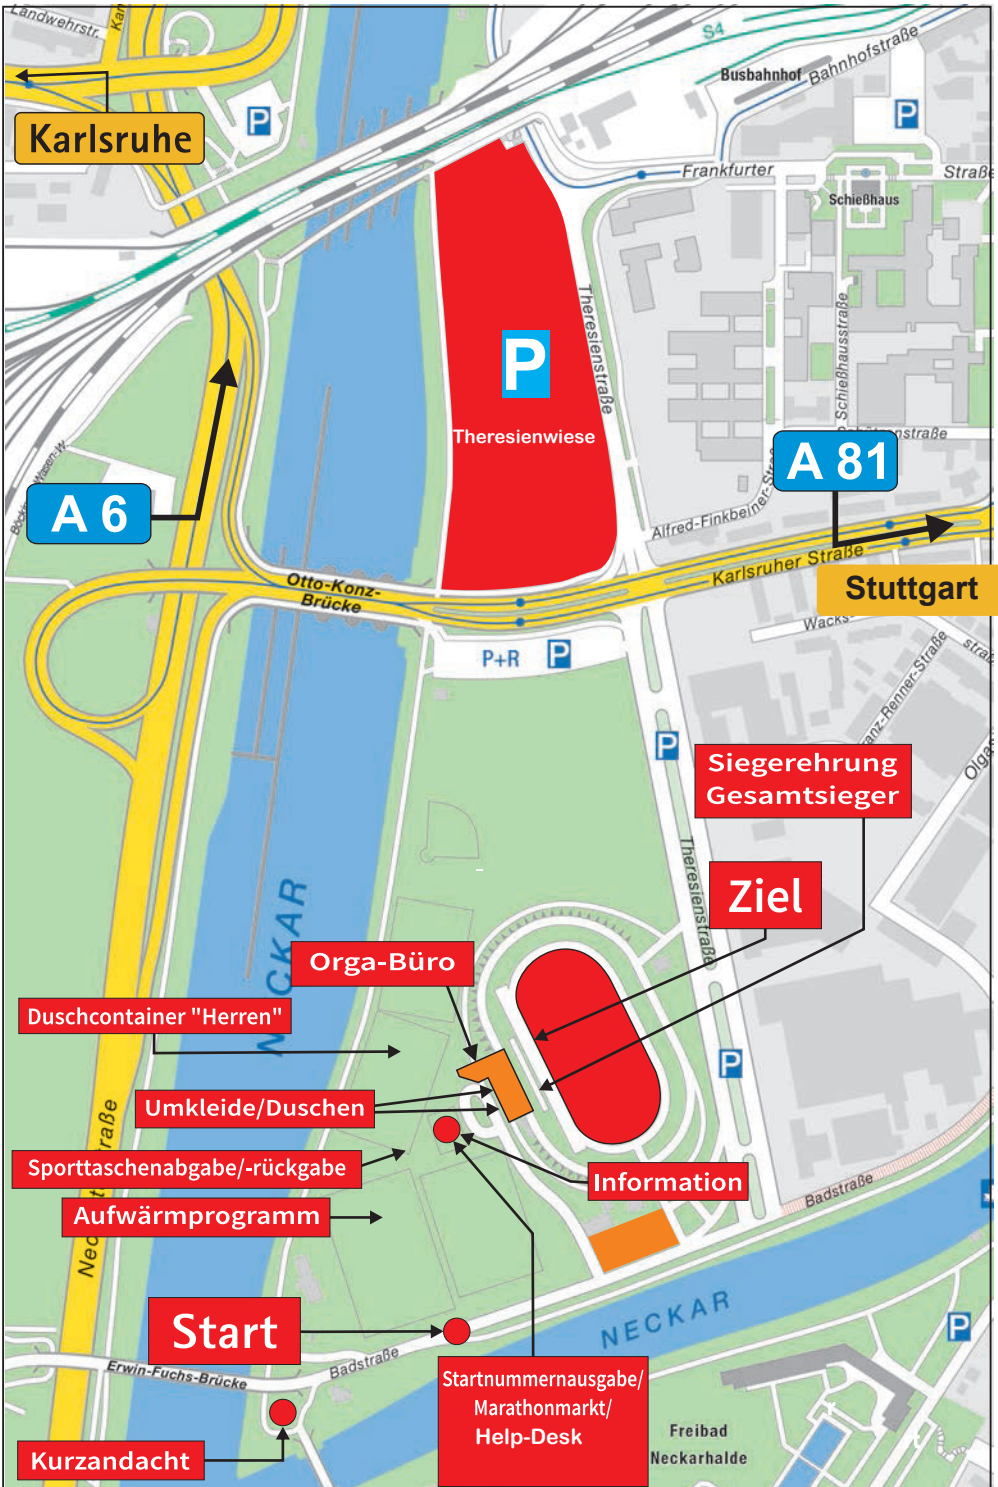 Landwehrstr.
Kan
S4
Busbahnhof
Bahnhofstraße
P
P
Karlsruhe
Frankfurter
Straße
Schießhaus
Theresienstraße
Schießhausstraße
P
Theresienwiese
A 81
A 6
Alfred-Finkbeiner-Str
Karlsruher Straße
Otto-Konz-
Brücke
Stuttgart
P+R
P
P
Siegerehrung
Gesamtsieger
Olga
Theresienstraße
Ziel
NECKAR
Orga-Büro
Duschcontainer "Herren"
P
Umkleide/Duschen
Sporttaschenabgabe/-rückgabe
Information
Badstraße
Aufwärmprogramm
Start
NECKAR
P
Badstraße
Erwin-Fuchs-Brücke
Startnummernausgabe/
Marathonmarkt/
Help-Desk
Freibad
Neckarhalde
Kurzandacht